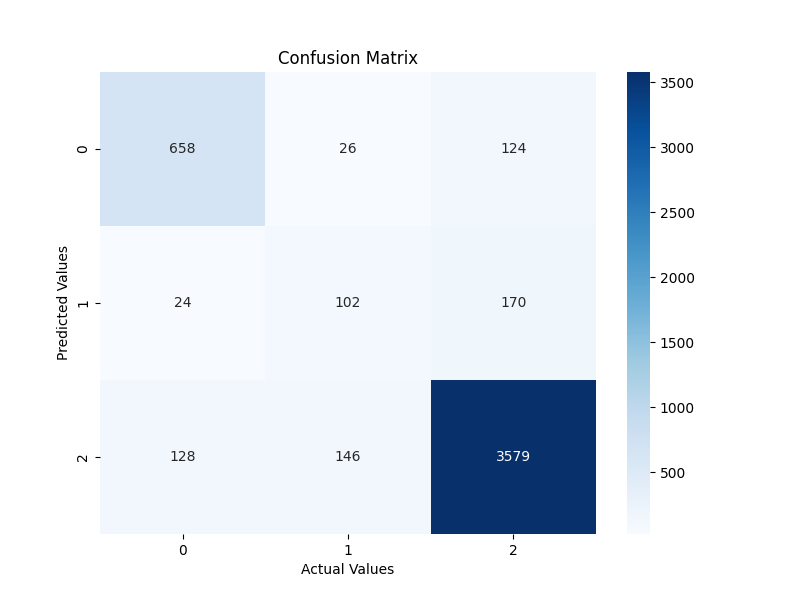 Confusion Matrix
Predicted Values
0
658 26 124
1
24 102 170
2
128 146 3579
0 1 2
Actual Values
3500
3000
2500
2000
1500
1000
500